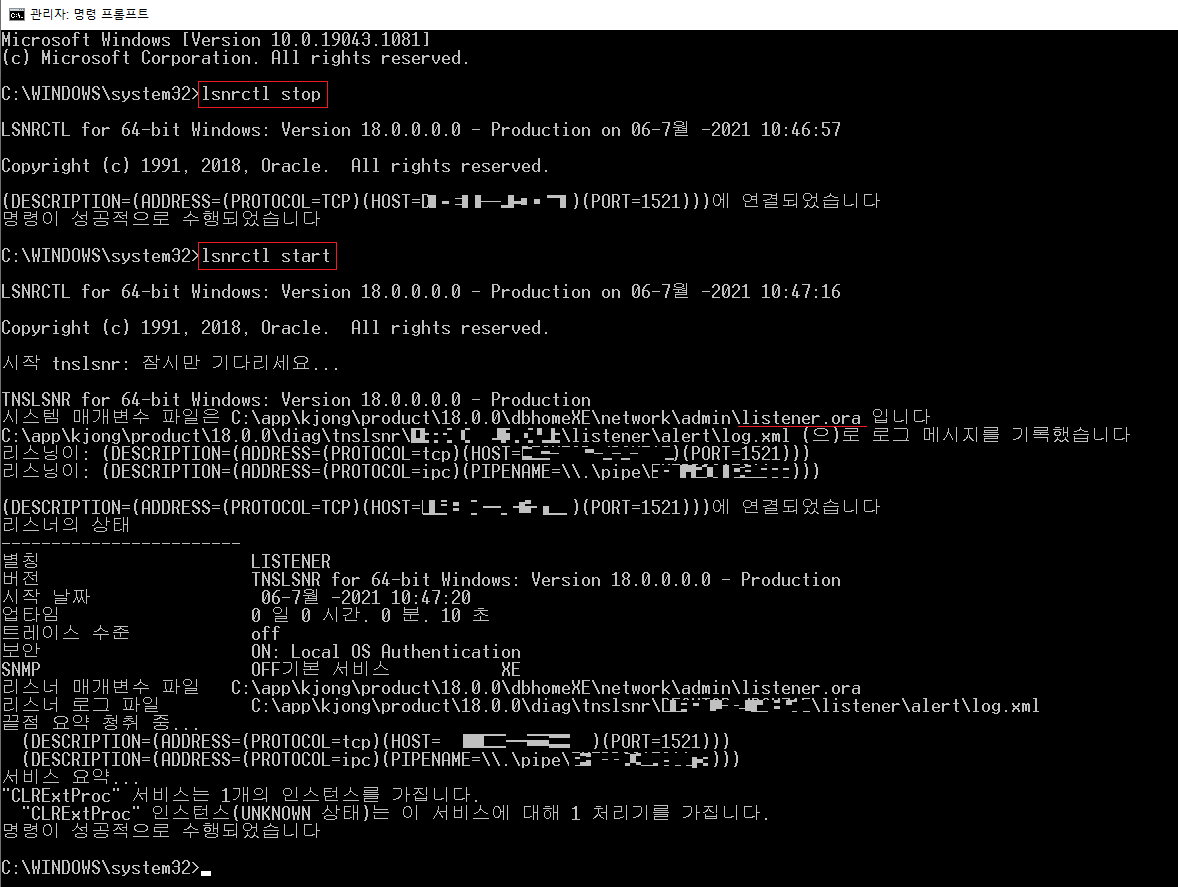 관리자: 명령 프롬프트
Microsoft Windows [Version 10.0.19043.1081]
(c) Microsoft Corporation. All rights reserved.
C:\WINDOWS\system32>lsnrctl stop
LSNRCTL for 64-bit Windows: Version 18.0.0.0.0 - Production on 06-7월 -2021 10:46:57
Copyright (c) 1991, 2018, Oracle.  All rights reserved.
(DESCRIPTION=(ADDRESS=(PROTOCOL=TCP)(HOST= )(PORT=1521)))에 연결되었습니다
명령이 성공적으로 수행되었습니다
C:\WINDOWS\system32>lsnrctl start
LSNRCTL for 64-bit Windows: Version 18.0.0.0.0 - Production on 06-7월 -2021 10:47:16
Copyright (c) 1991, 2018, Oracle.  All rights reserved.
시작 tnslsnr: 잠시만 기다리세요...
TNSLSNR for 64-bit Windows: Version 18.0.0.0.0 - Production
시스템 매개변수 파일은 C:\app\kjong\product\18.0.0\dbhomeXE\network\admin\listener.ora 입니다
C:\app\kjong\product\18.0.0\diag\tnslsnr\ \listener\alert\log.xml (으)로 로그 메시지를 기록했습니다
리스닝이: (DESCRIPTION=(ADDRESS=(PROTOCOL=tcp)(HOST= )(PORT=1521)))
리스닝이: (DESCRIPTION=(ADDRESS=(PROTOCOL=ipc)(PIPENAME=\\.\pipe\ )))
(DESCRIPTION=(ADDRESS=(PROTOCOL=TCP)(HOST= )(PORT=1521)))에 연결되었습니다
리스너의 상태
------------------------
별칭 LISTENER
버전 TNSLSNR for 64-bit Windows: Version 18.0.0.0.0 - Production
시작 날짜 06-7월 -2021 10:47:20
업타임 0 일 0 시간. 0 분. 10 초
트레이스 수준 off
보안 ON: Local OS Authentication
SNMP OFF기본 서비스 XE
리스너 매개변수 파일 C:\app\kjong\product\18.0.0\dbhomeXE\network\admin\listener.ora
리스너 로그 파일 C:\app\kjong\product\18.0.0\diag\tnslsnr\ \listener\alert\log.xml
끝점 요약 청취 중...
(DESCRIPTION=(ADDRESS=(PROTOCOL=tcp)(HOST= )(PORT=1521)))
(DESCRIPTION=(ADDRESS=(PROTOCOL=ipc)(PIPENAME=\\.\pipe\ )))
서비스 요약...
"CLRExtProc" 서비스는 1개의 인스턴스를 가집니다.
"CLRExtProc" 인스턴스(UNKNOWN 상태)는 이 서비스에 대해 1 처리기를 가집니다.
명령이 성공적으로 수행되었습니다
C:\WINDOWS\system32>